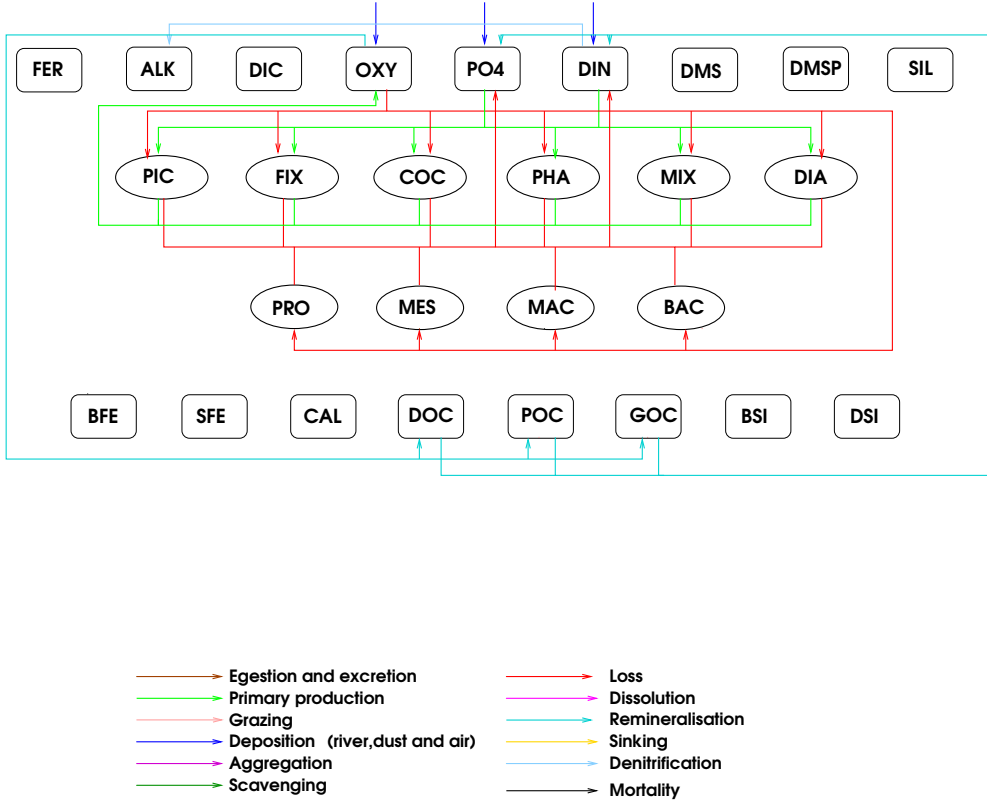 FER ALK DIC OXY PO4 DIN DMS DMSP SIL
PIC FIX COC PHA MIX DIA
PRO MES MAC BAC
BFE SFE CAL DOC POC GOC BSI DSI
Egestion and excretion
Primary production
Grazing
Deposition (river,dust and air)
Aggregation
Scavenging
Loss
Dissolution
Remineralisation
Sinking
Denitrification
Mortality